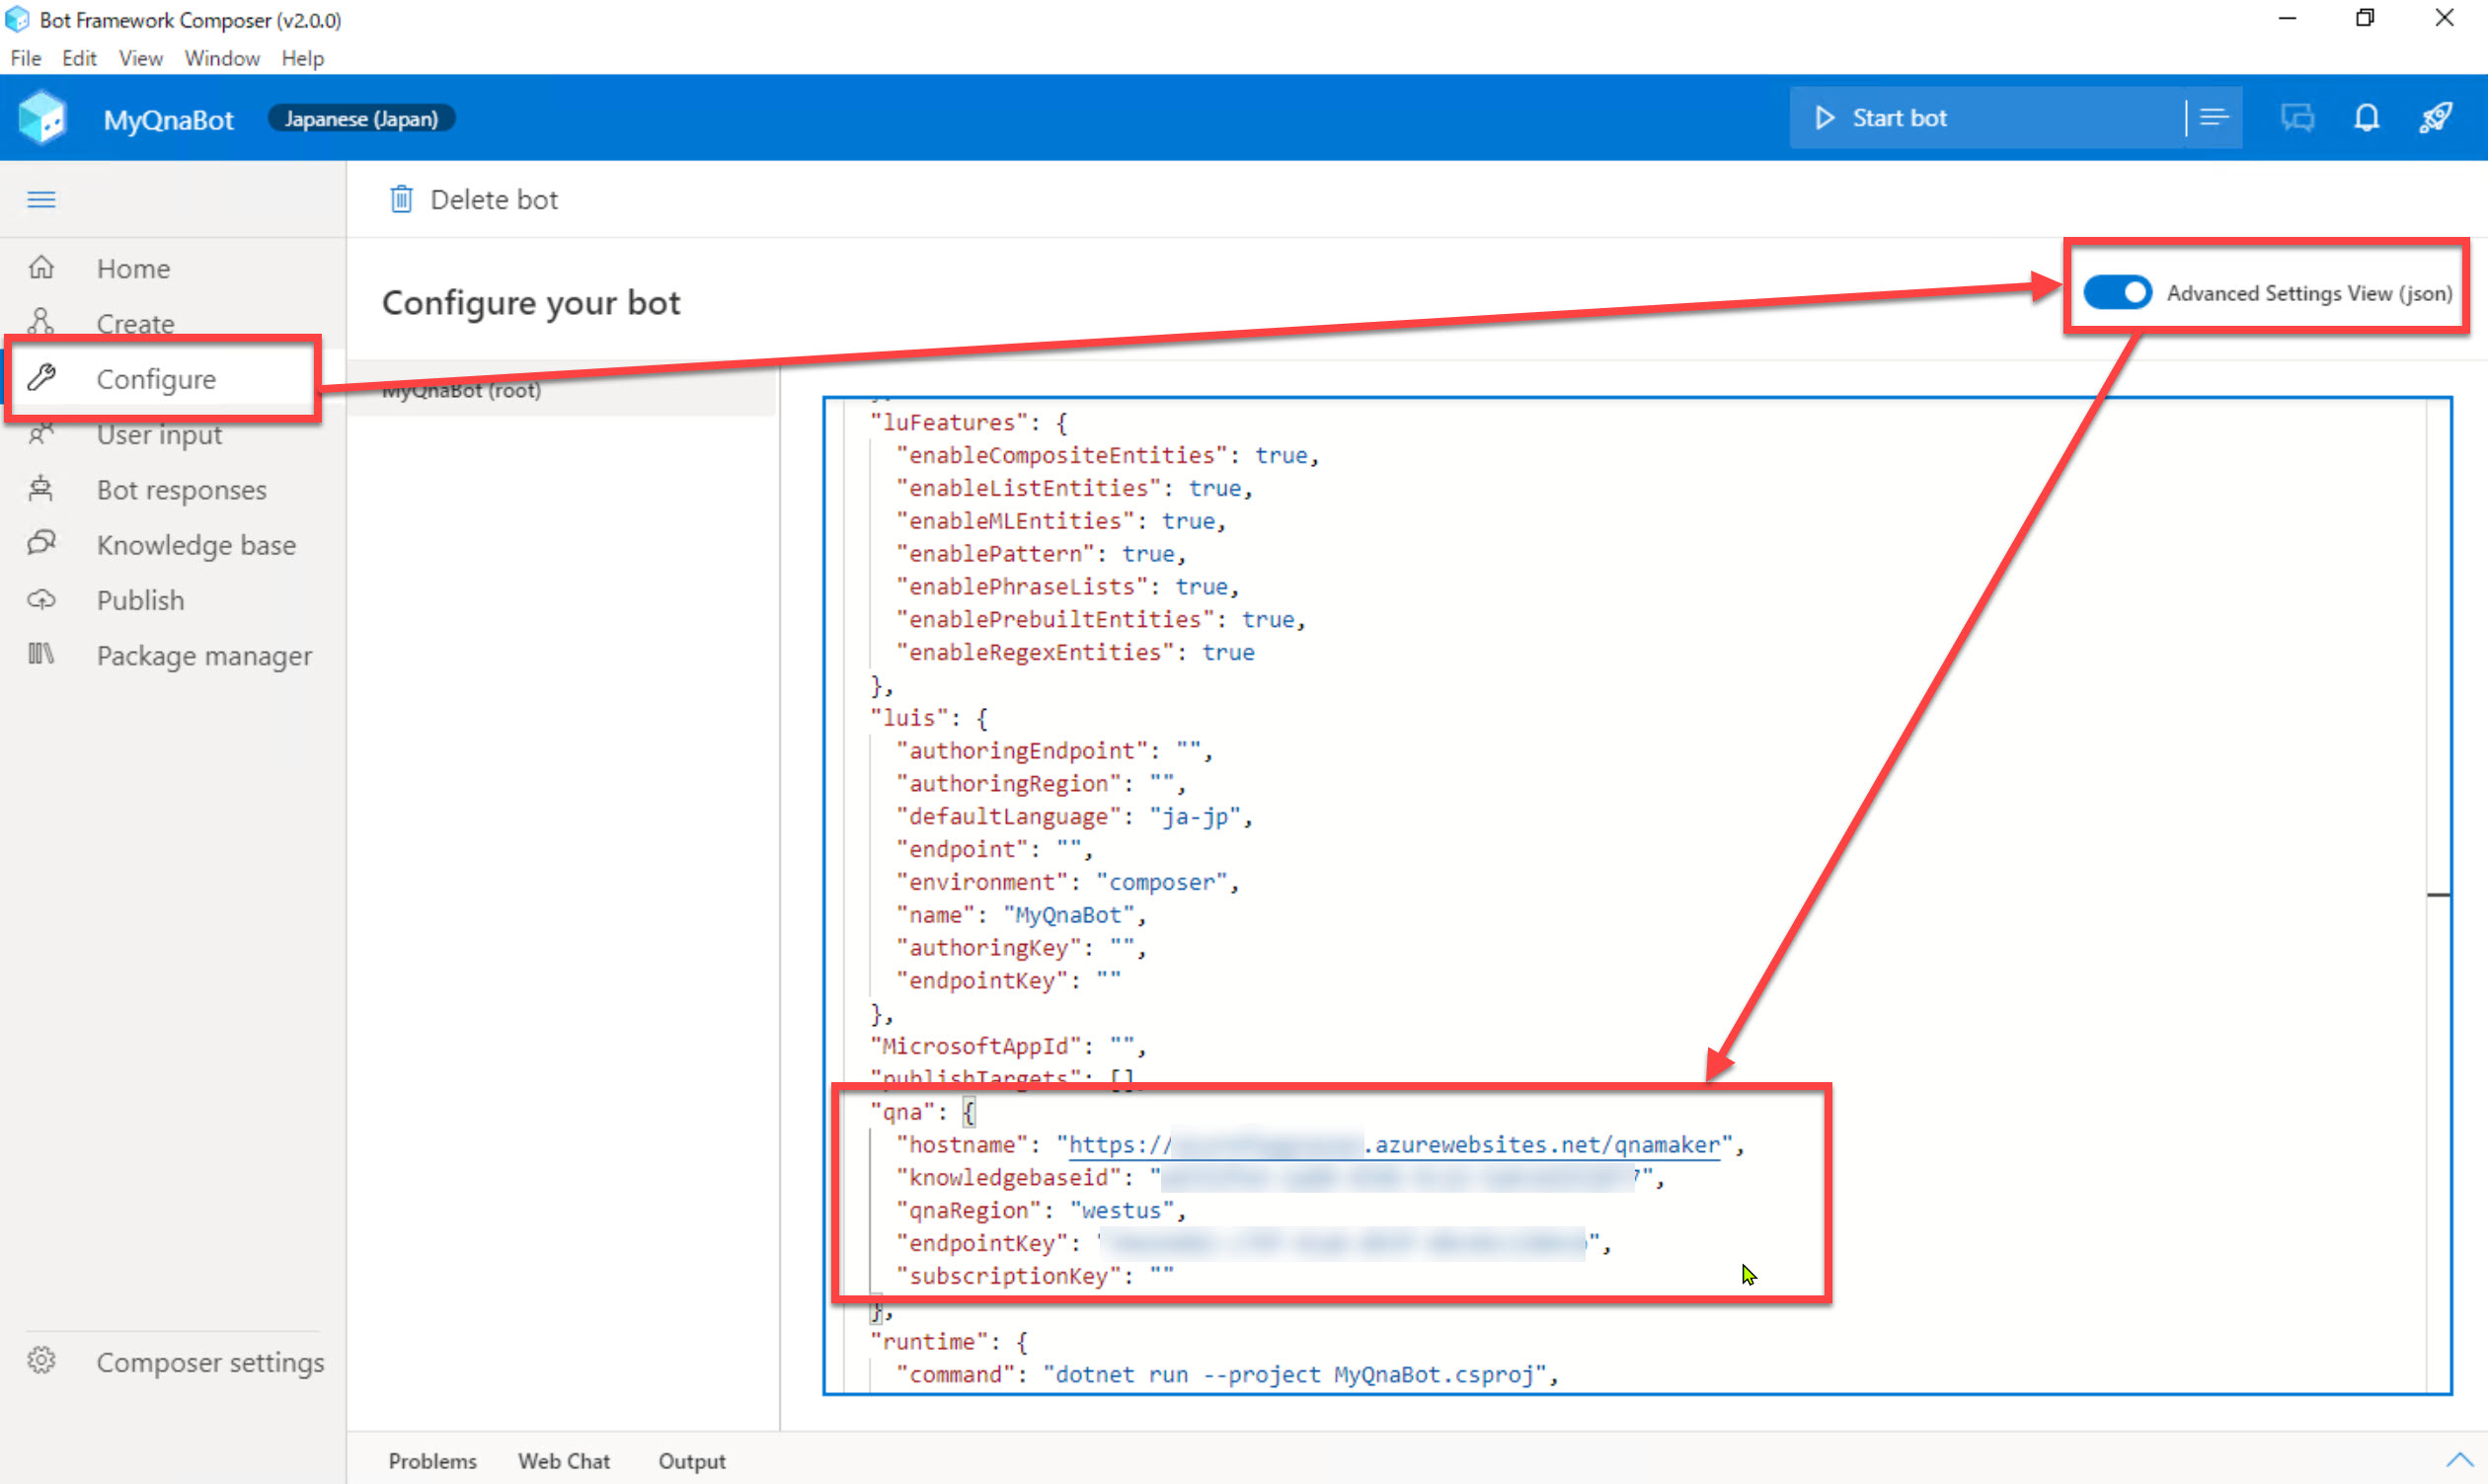 Bot Framework Composer (v2.0.0)
File Edit View Window Help
MyQnaBot Japanese (Japan) Start bot
Delete bot
Home
Create
Configure
User input
Bot responses
Knowledge base
Publish
Package manager
Composer settings
Configure your bot
Advanced Settings View (json)
MyQnaBot (root)
"luFeatures": {
"enableCompositeEntities": true,
"enableListEntities": true,
"enableMLEntities": true,
"enablePattern": true,
"enablePhraseLists": true,
"enablePrebuiltEntities": true,
"enableRegexEntities": true
},
"luis": {
"authoringEndpoint": "",
"authoringRegion": "",
"defaultLanguage": "ja-jp",
"endpoint": "",
"environment": "composer",
"name": "MyQnaBot",
"authoringKey": "",
"endpointKey": ""
},
"MicrosoftAppId": "",
"publishTargets": []
"qna": {
"hostname": "https:// .azurewebsites.net/qnamaker",
"knowledgebaseid": " ",
"qnaRegion": "westus",
"endpointKey": " ",
"subscriptionKey": ""
},
"runtime": {
"command": "dotnet run --project MyQnaBot.csproj",
Problems Web Chat Output